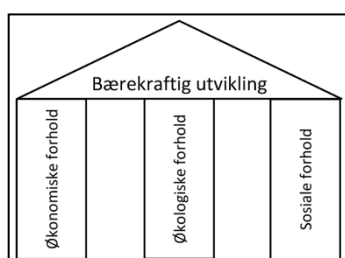 Bærekraftig utvikling
Økonomiske forhold
Økologiske forhold
Sosiale forhold